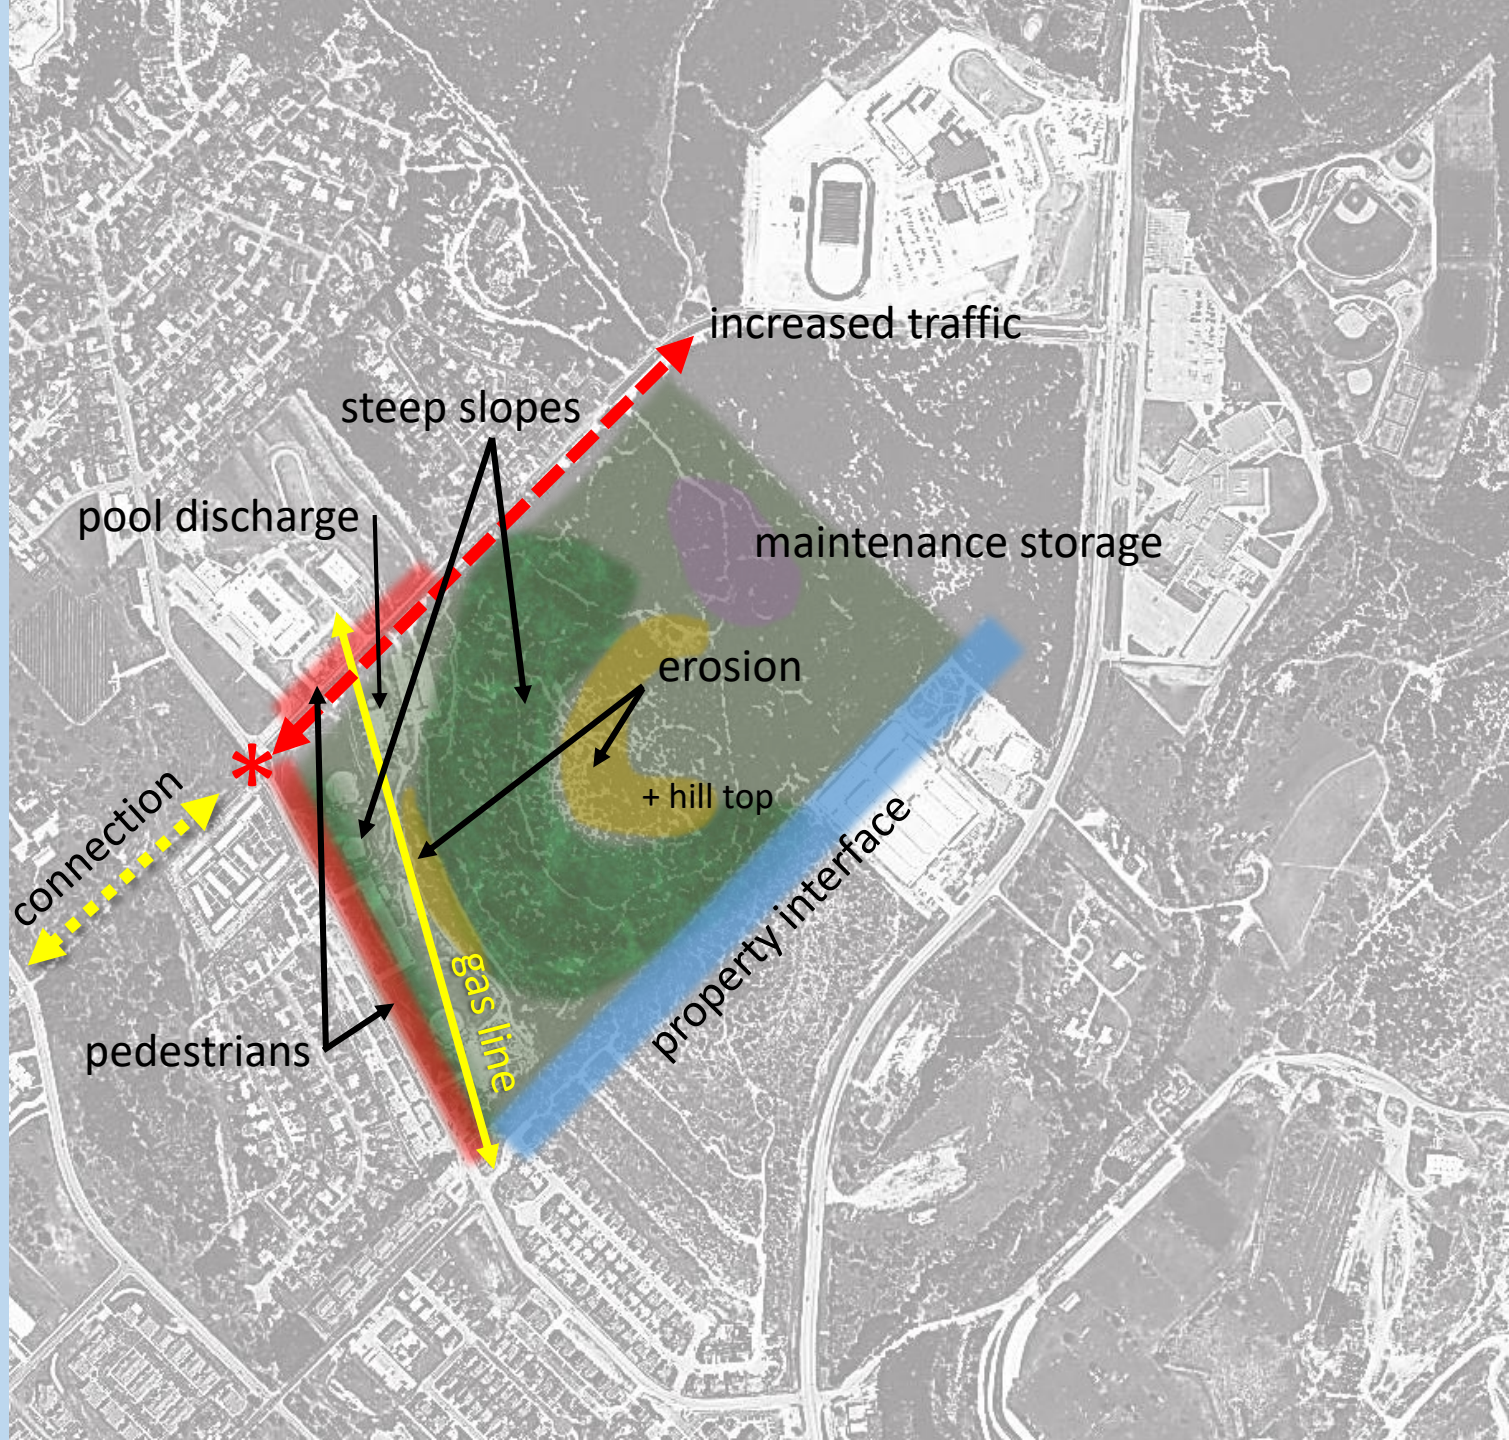 increased traffic
steep slopes
pool discharge
maintenance storage
erosion
+ hill top
connection
property interface
gas line
pedestrians